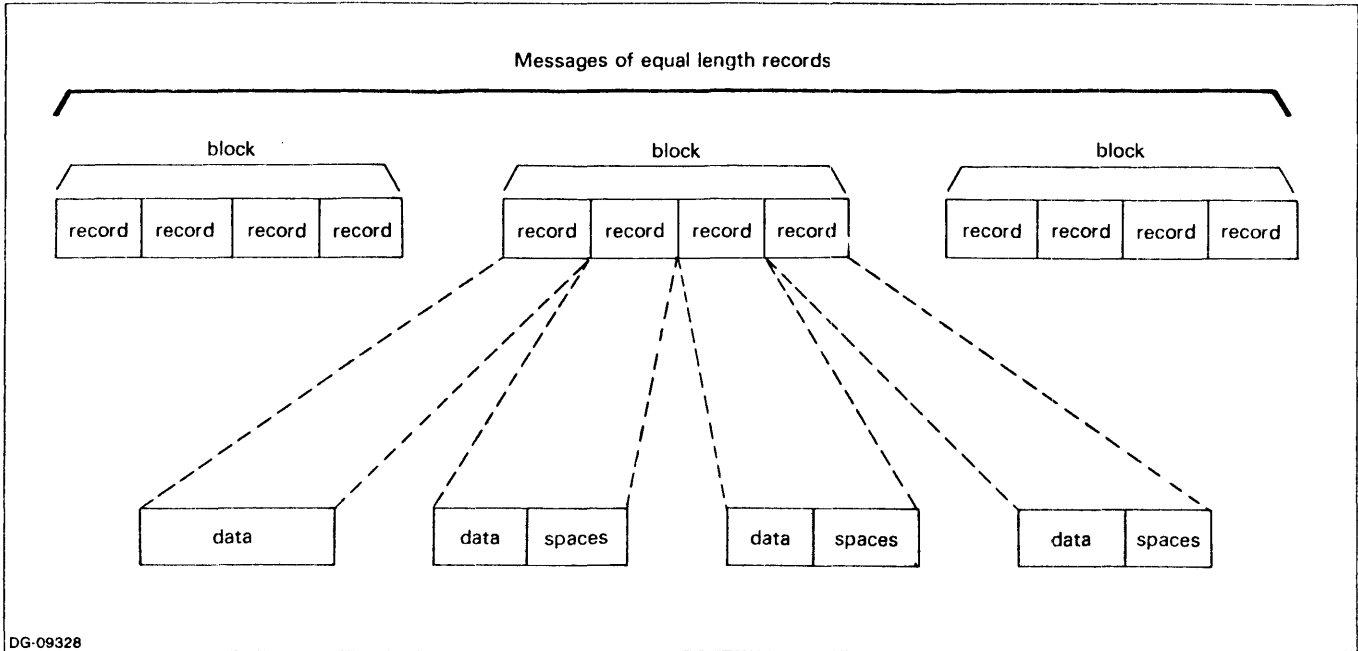 Messages of equal length records
block block block
record record record record record record record record record record record record
data data spaces data spaces data spaces
DG-09328